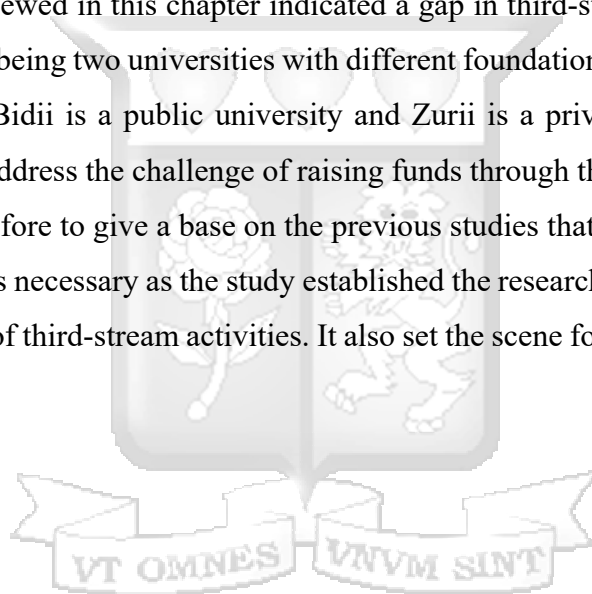 ewed in this chapter indicated a gap in third-s
being two universities with different foundation
Bidii is a public university and Zurii is a priv
ddress the challenge of raising funds through th
fore to give a base on the previous studies that
s necessary as the study established the research
of third-stream activities. It also set the scene fo
VT OMNES VNVM SINT